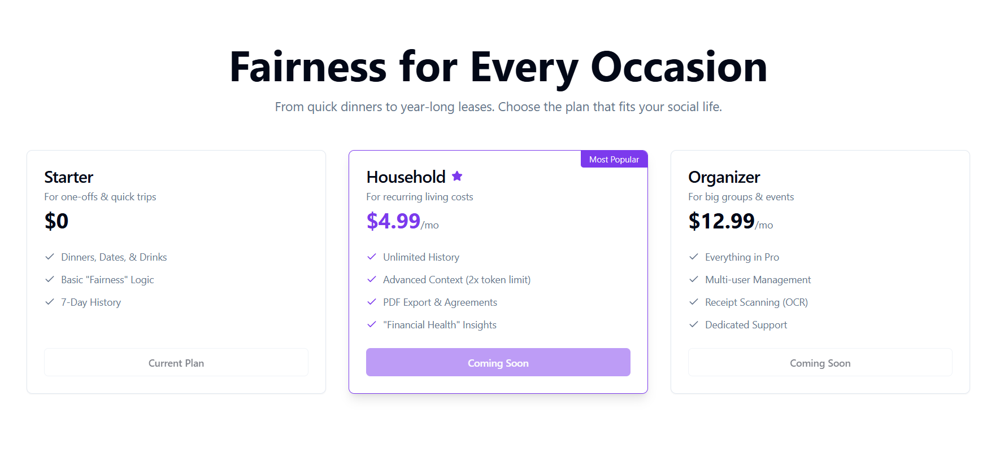 Fairness for Every Occasion
From quick dinners to year-long leases. Choose the plan that fits your social life.
Starter
For one-offs & quick trips
$0
Dinners, Dates, & Drinks
Basic "Fairness" Logic
7-Day History
Current Plan
Most Popular
Household
For recurring living costs
$4.99/mo
Unlimited History
Advanced Context (2x token limit)
PDF Export & Agreements
"Financial Health" Insights
Coming Soon
Organizer
For big groups & events
$12.99/mo
Everything in Pro
Multi-user Management
Receipt Scanning (OCR)
Dedicated Support
Coming Soon